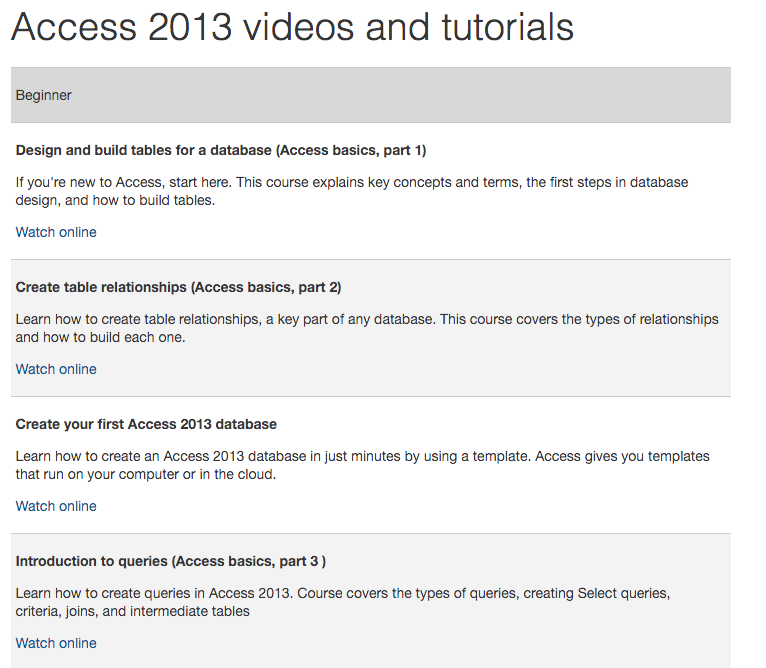 Access 2013 videos and tutorials
Beginner
Design and build tables for a database (Access basics, part 1)
If you're new to Access, start here. This course explains key concepts and terms, the first steps in database
design, and how to build tables.
Watch online
Create table relationships (Access basics, part 2)
Learn how to create table relationships, a key part of any database. This course covers the types of relationships
and how to build each one.
Watch online
Create your first Access 2013 database
Learn how to create an Access 2013 database in just minutes by using a template. Access gives you templates
that run on your computer or in the cloud.
Watch online
Introduction to queries (Access basics, part 3 )
Learn how to create queries in Access 2013. Course covers the types of queries, creating Select queries,
criteria, joins, and intermediate tables
Watch online